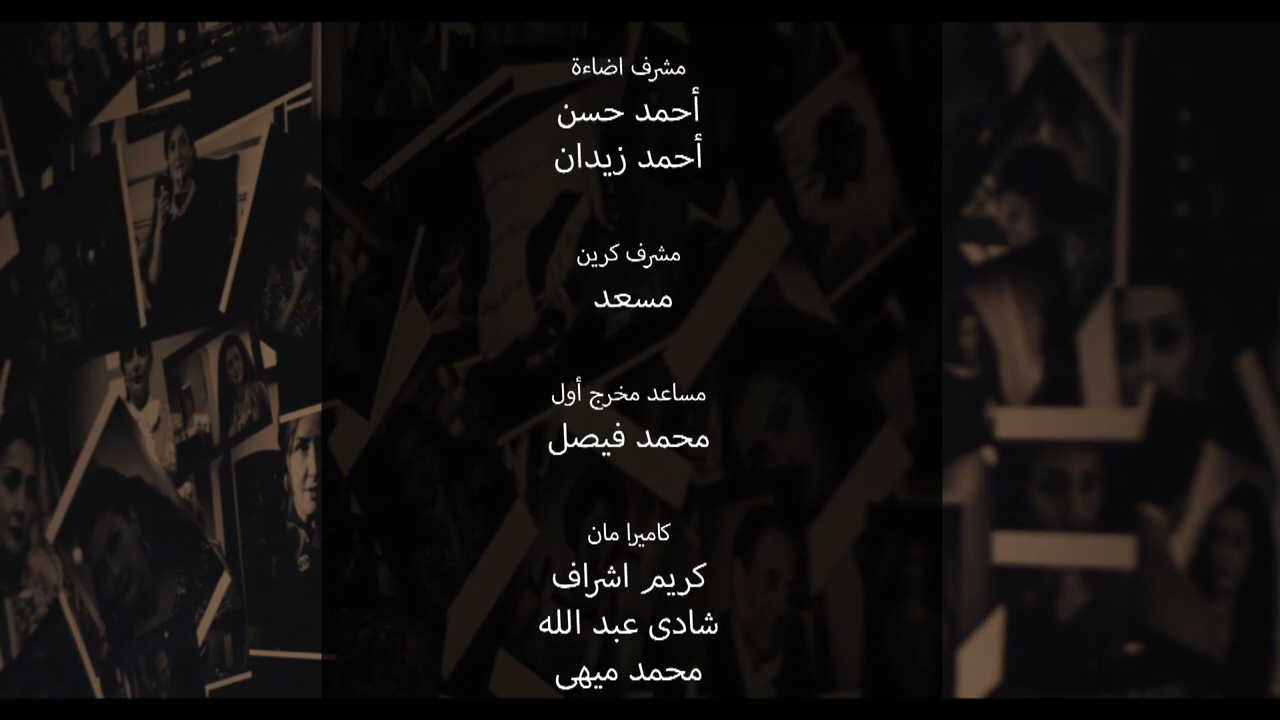 مشرف اضاءة
أحمد حسن
أحمد زيدان
مشرف كرين
مسعد
مساعد مخرج أول
محمد فيصل
كاميرا مان
كريم اشراف
شادى عبد الله
محمد ميهى